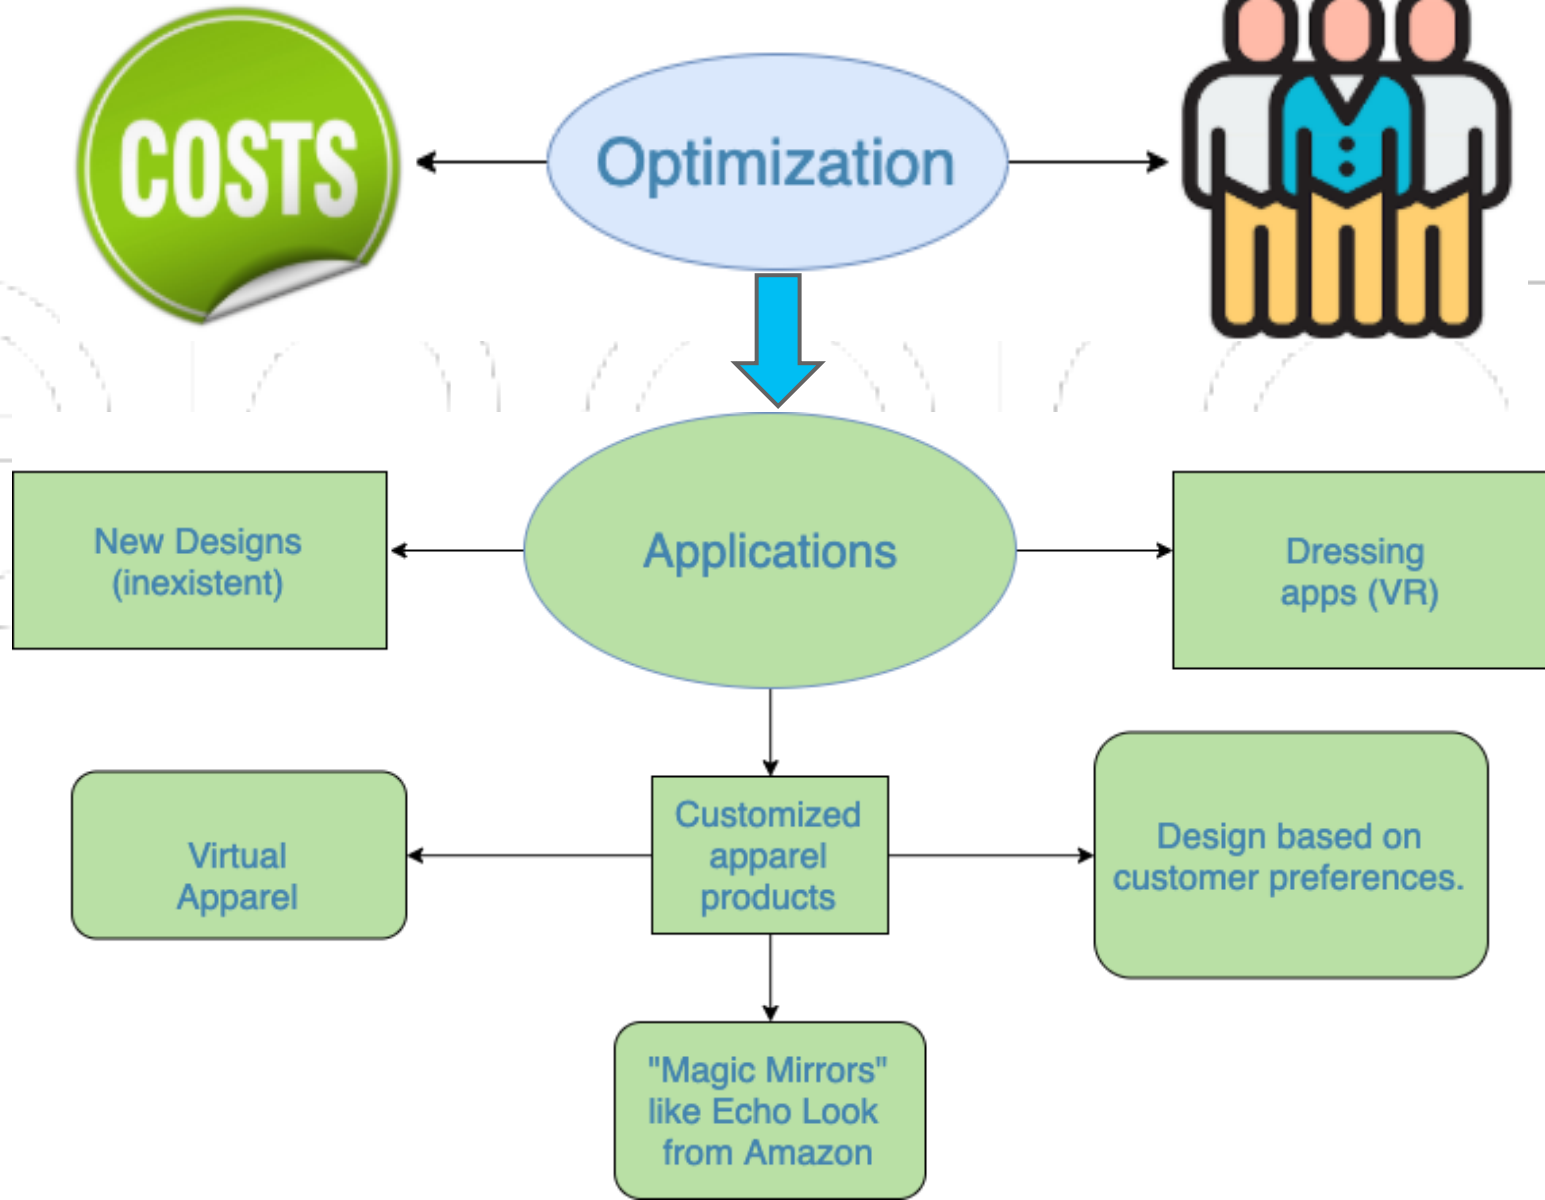 COSTS
Optimization
Applications
New Designs
(inexistent)
Dressing
apps (VR)
Customized
apparel
products
Virtual
Apparel
Design based on
customer preferences.
"Magic Mirrors"
like Echo Look
from Amazon